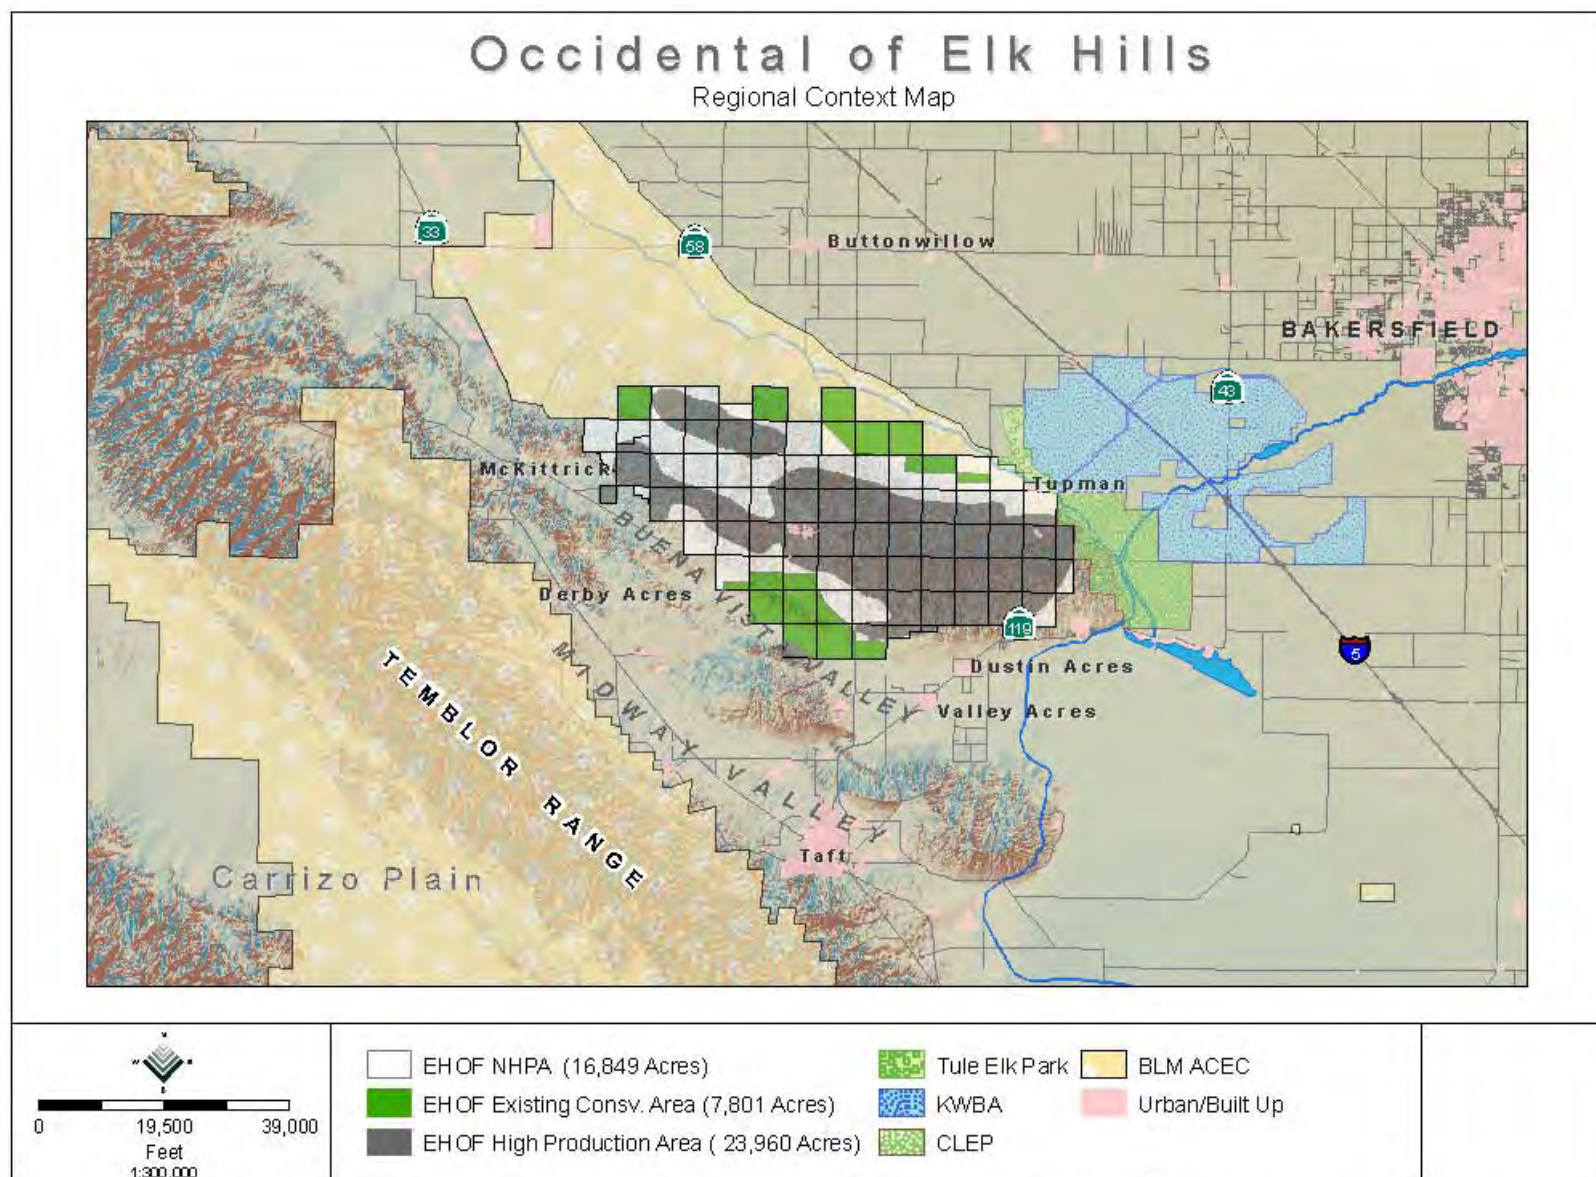 Occidental of Elk Hills
Regional Context Map
33
58
Buttonwillow
BAKERSFIELD
43
McKittrick
Tupman
BUENA VISTA VALLEY
Derby Acres
119
5
MIDWAY VALLEY
Dustin Acres
TEMBLOR RANGE
Valley Acres
Taft
Carrizo Plain
0 19,500 39,000
Feet
1:300,000
EHOF NHPA (16,849 Acres)
EHOF Existing Consv. Area (7,801 Acres)
EHOF High Production Area ( 23,960 Acres)
Tule Elk Park
KWBA
CLEP
BLM ACEC
Urban/Built Up